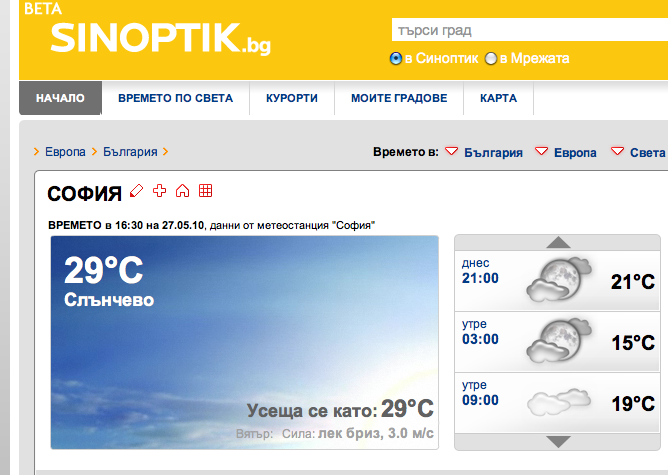 BETA
SINOPTIK.bg
търси град
в Синоптик в Мрежата
НАЧАЛО ВРЕМЕТО ПО СВЕТА КУРОРТИ МОИТЕ ГРАДОВЕ КАРТА
Европа България
Времето в: България Европа Света
СОФИЯ
ВРЕМЕТО в 16:30 на 27.05.10, данни от метеостанция "София"
29°C
Слънчево
Усеща се като: 29°C
Вятър: Сила: лек бриз, 3.0 м/с
днес
21:00
21°C
утре
03:00
15°C
утре
09:00
19°C